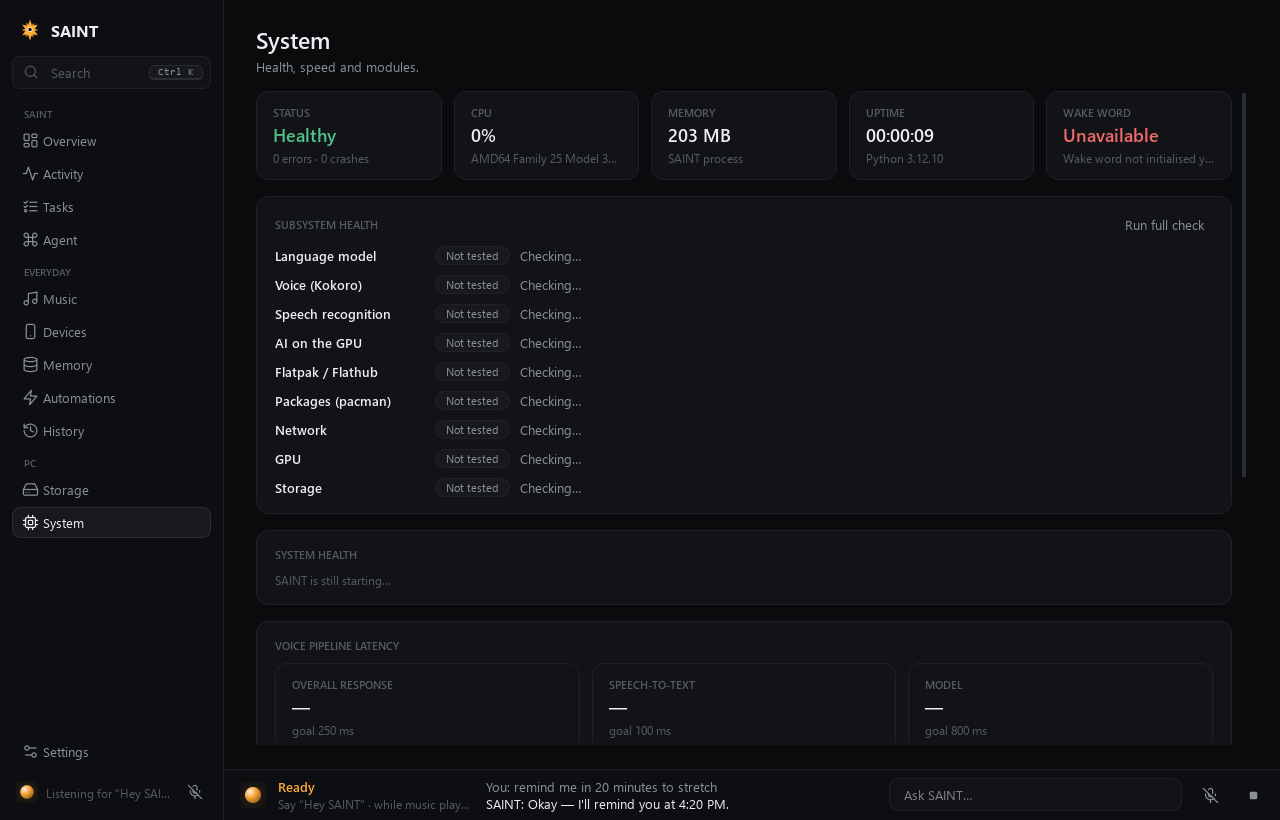 SAINT
Search
Ctrl K
SAINT
Overview
Activity
Tasks
Agent
EVERYDAY
Music
Devices
Memory
Automations
History
PC
Storage
System
Settings
Listening for “Hey SAI...
System
Health, speed and modules.
STATUS
Healthy
0 errors · 0 crashes
CPU
0%
AMD64 Family 25 Model 3...
MEMORY
203 MB
SAINT process
UPTIME
00:00:09
Python 3.12.10
WAKE WORD
Unavailable
Wake word not initialised y...
SUBSYSTEM HEALTH
Run full check
Language model Not tested Checking...
Voice (Kokoro) Not tested Checking...
Speech recognition Not tested Checking...
AI on the GPU Not tested Checking...
Flatpak / Flathub Not tested Checking...
Packages (pacman) Not tested Checking...
Network Not tested Checking...
GPU Not tested Checking...
Storage Not tested Checking...
SYSTEM HEALTH
SAINT is still starting...
VOICE PIPELINE LATENCY
OVERALL RESPONSE
—
goal 250 ms
SPEECH-TO-TEXT
—
goal 100 ms
MODEL
—
goal 800 ms
Ready
Say “Hey SAINT” · while music play...
You: remind me in 20 minutes to stretch
SAINT: Okay — I'll remind you at 4:20 PM.
Ask SAINT...